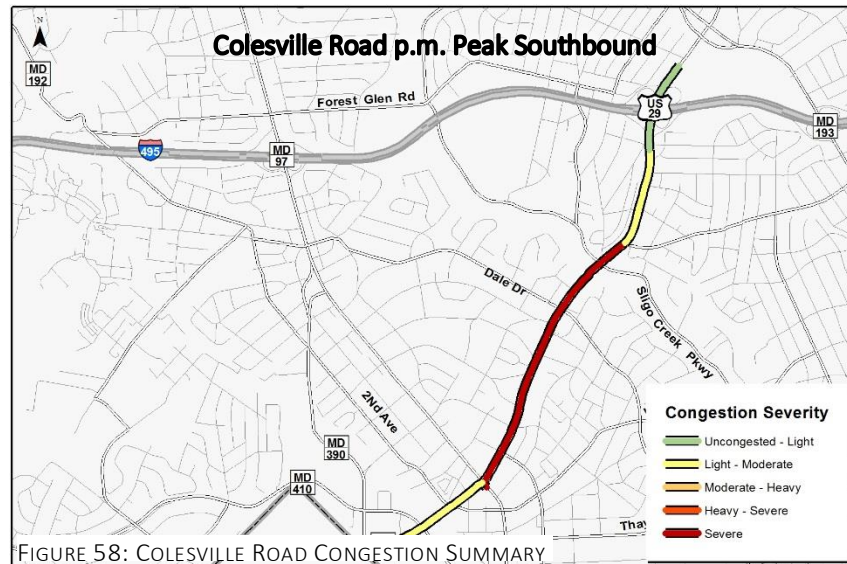 Colesville Road p.m. Peak Southbound
MD
192
Forest Glen Rd
US
29
MD
193
495
MD
97
Dale Dr
Sligo Creek Pkwy
2Nd Ave
MD
390
MD
410
Congestion Severity
Uncongested - Light
Light - Moderate
Moderate - Heavy
Heavy - Severe
Severe
FIGURE 58: COLESVILLE ROAD CONGESTION SUMMARY